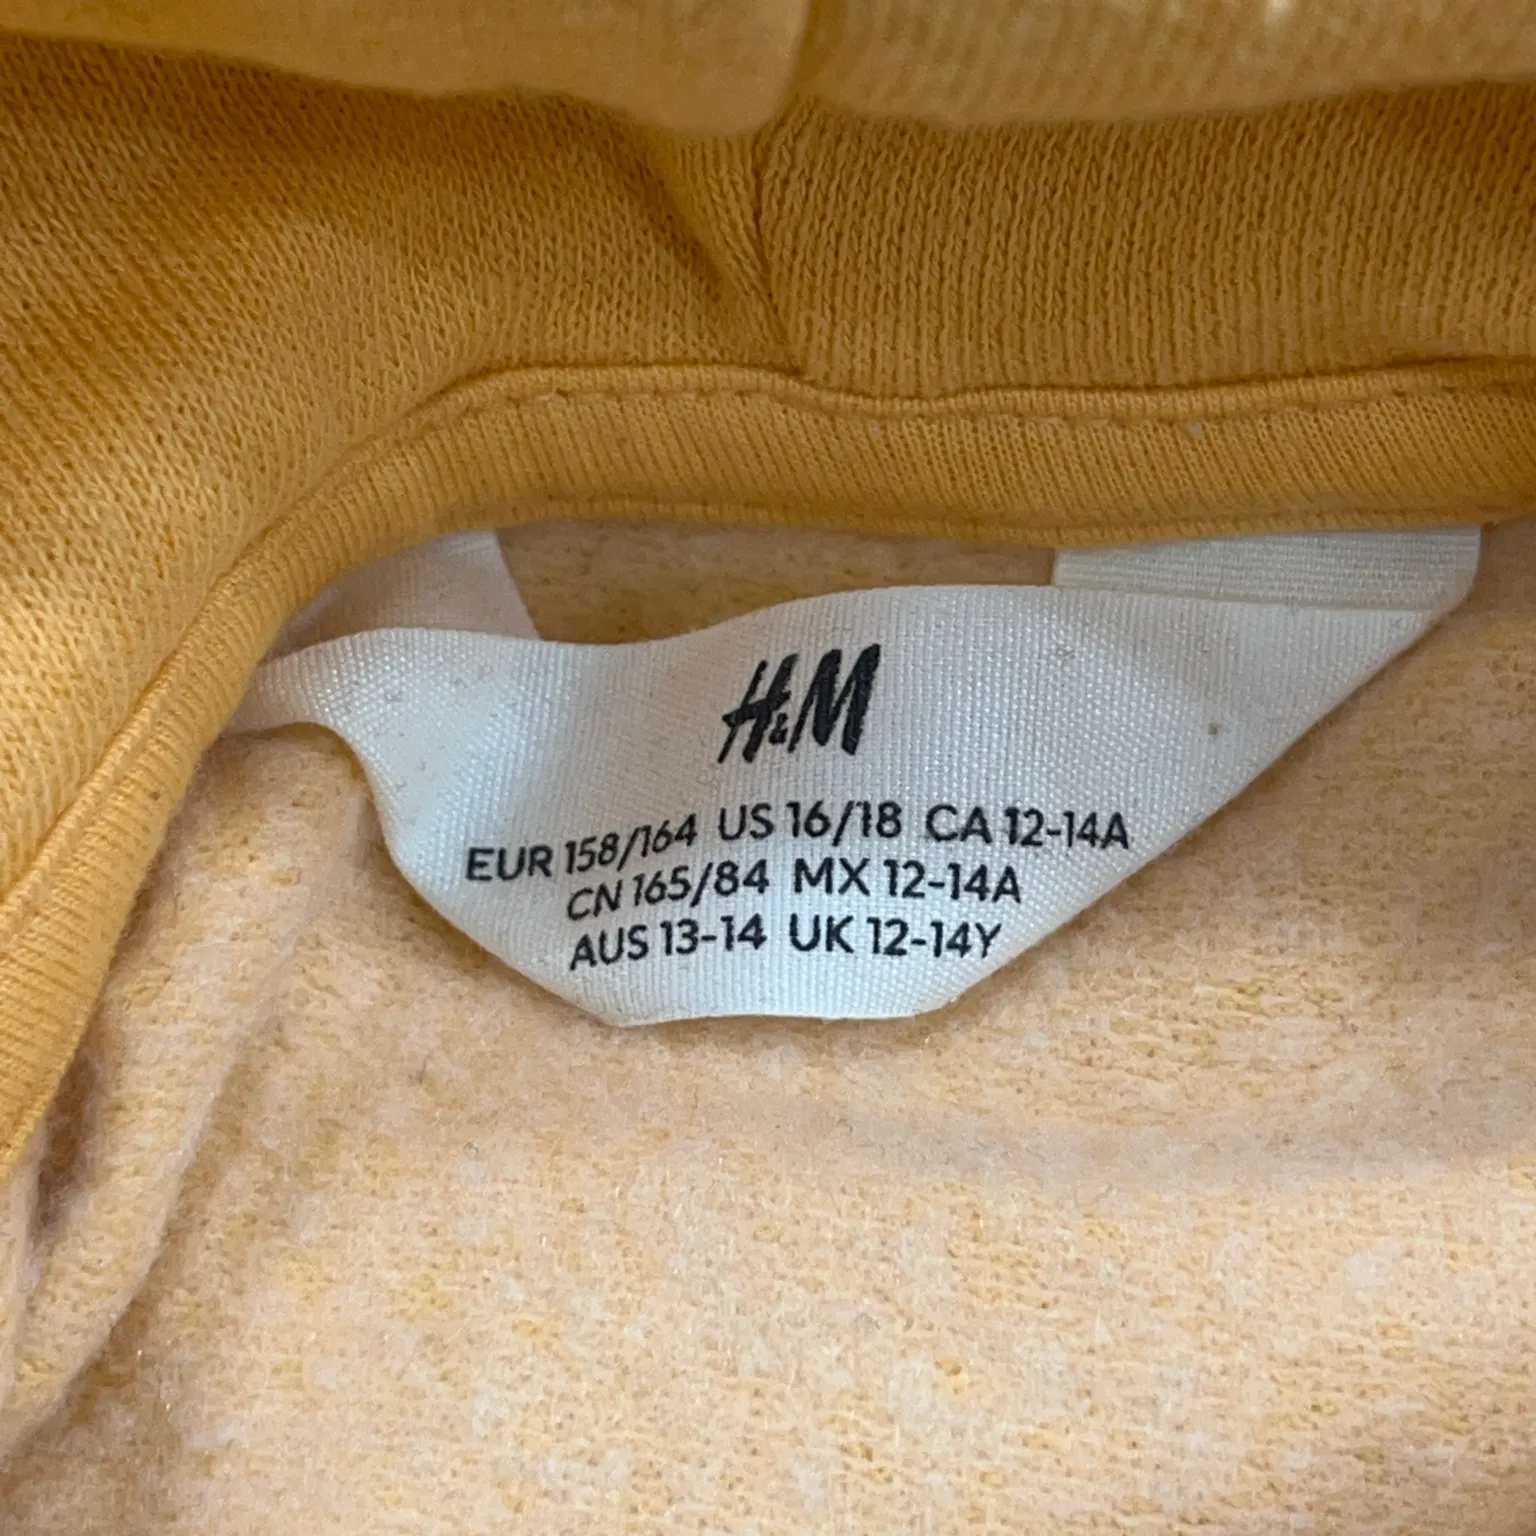 H&M
EUR 158/164 US 16/18 CA 12-14A
CN 165/84 MX 12-14A
AUS 13-14 UK 12-14Y